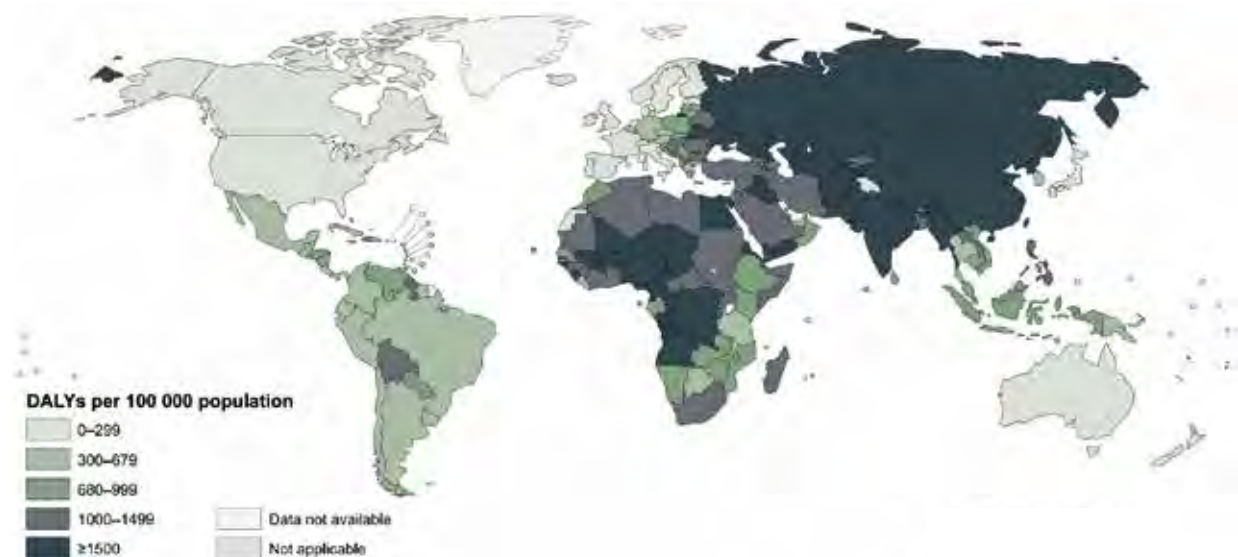 DALYs per 100 000 population
0–299
300–679
680–999
1000–1499
≥1500
Data not available
Not applicable